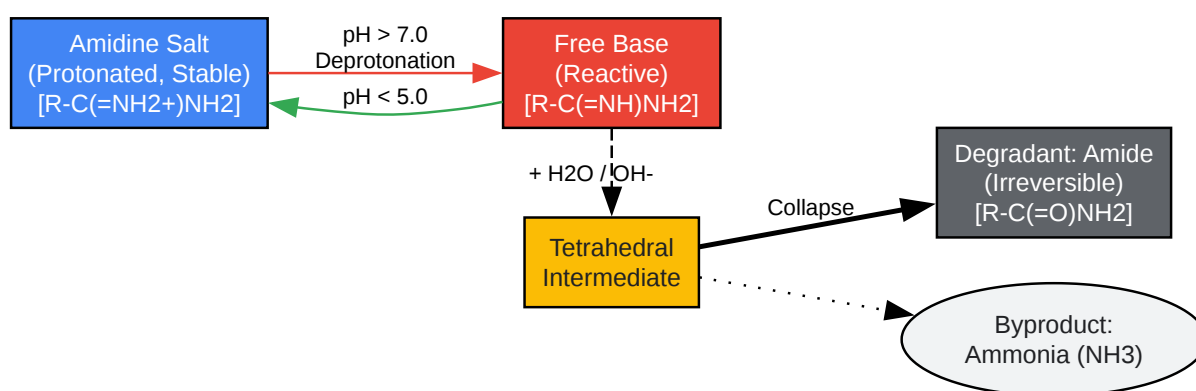 Amidine Salt
(Protonated, Stable)
[R-C(=NH2+)NH2]
pH > 7.0
Deprotonation
pH < 5.0
Free Base
(Reactive)
[R-C(=NH)NH2]
+ H2O / OH-
Tetrahedral
Intermediate
Collapse
Degradant: Amide
(Irreversible)
[R-C(=O)NH2]
Byproduct:
Ammonia (NH3)